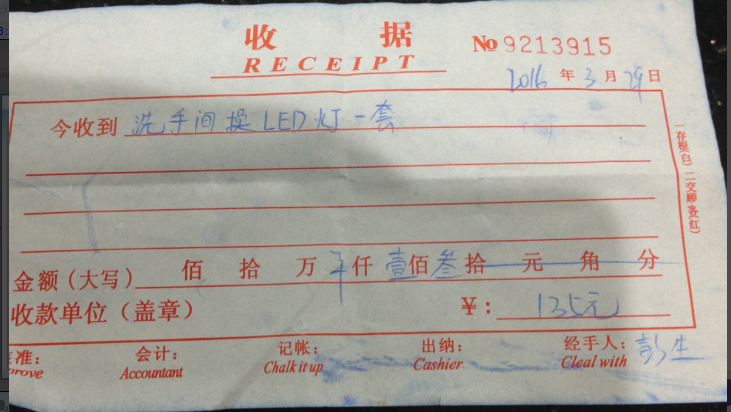 收 据
RECEIPT
No 9213915
2016 年 3 月 29 日
今收到 洗手间换LED灯一套
一存根(白) 二交顾客(红)
金额(大写) 佰 拾 万 仟 壹 佰 叁 拾 元 角 分
收款单位(盖章) ¥: 135元
准: 会计: 记帐: 出纳: 经手人: 彭生
prove Accountant Chalk it up Cashier Cleal with